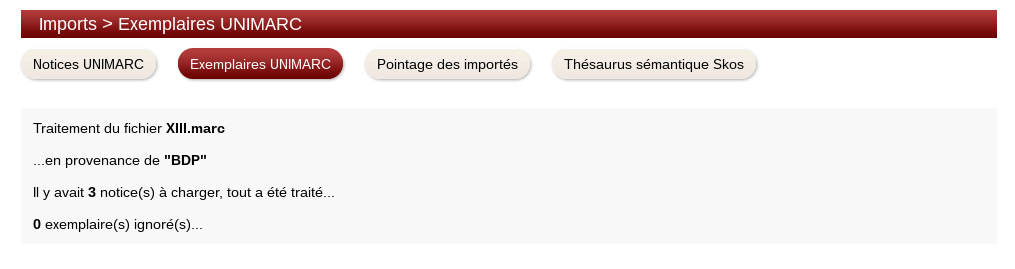 Imports > Exemplaires UNIMARC
Notices UNIMARC Exemplaires UNIMARC Pointage des importés Thésaurus sémantique Skos
Traitement du fichier XIII.marc
...en provenance de "BDP"
Il y avait 3 notice(s) à charger, tout a été traité...
0 exemplaire(s) ignoré(s)...